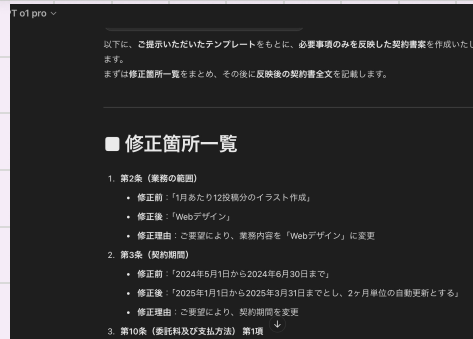 PT o1 pro
以下に、ご提示いただいたテンプレートをもとに、必要事項のみを反映した契約書案を作成いたし
ます。
まずは修正箇所一覧をまとめ、その後に反映後の契約書全文を記載します。
修正箇所一覧
1. 第2条（業務の範囲）
• 修正前：「1月あたり12投稿分のイラスト作成」
• 修正後：「Webデザイン」
• 修正理由：ご要望により、業務内容を「Webデザイン」に変更
2. 第3条（契約期間）
• 修正前：「2024年5月1日から2024年6月30日まで」
• 修正後：「2025年1月1日から2025年3月31日までとし、2ヶ月単位の自動更新とする」
• 修正理由：ご要望により、契約期間を変更
3. 第10条（委託料及び支払方法） 第1項